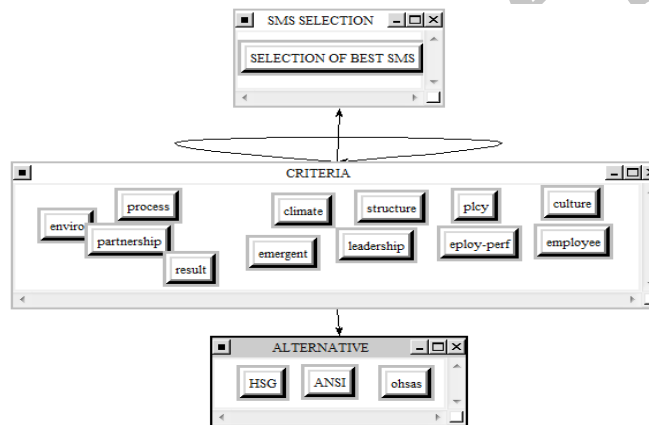 SMS SELECTION
SELECTION OF BEST SMS
CRITERIA
process
climate
structure
plcy
culture
enviro
partnership
emergent
leadership
eploy-perf
employee
result
ALTERNATIVE
HSG
ANSI
ohsas